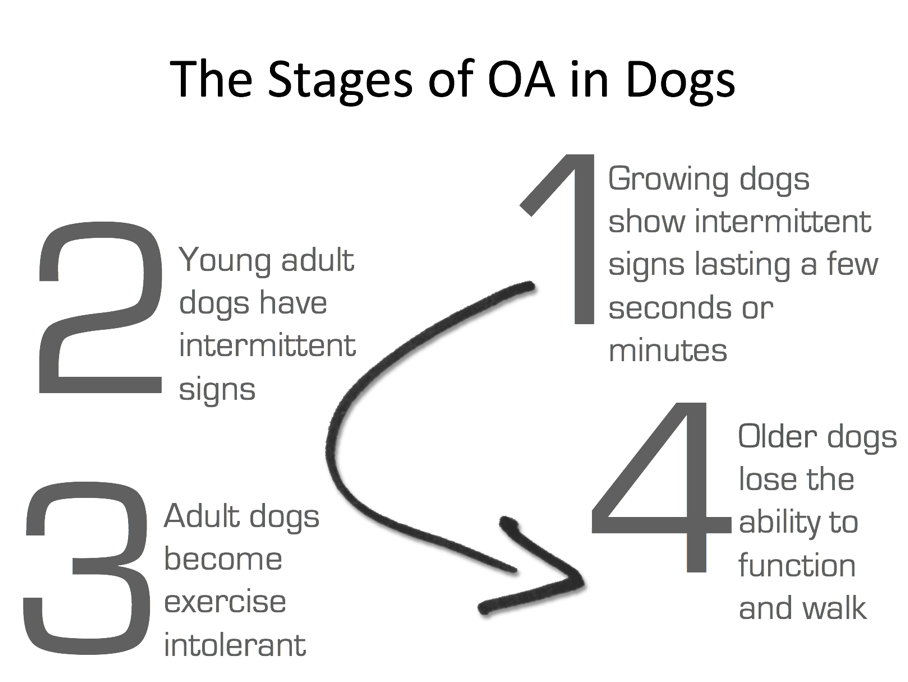 The Stages of OA in Dogs
1
Growing dogs
show intermittent
signs lasting a few
seconds or
minutes
2
Young adult
dogs have
intermittent
signs
3
Adult dogs
become
exercise
intolerant
4
Older dogs
lose the
ability to
function
and walk